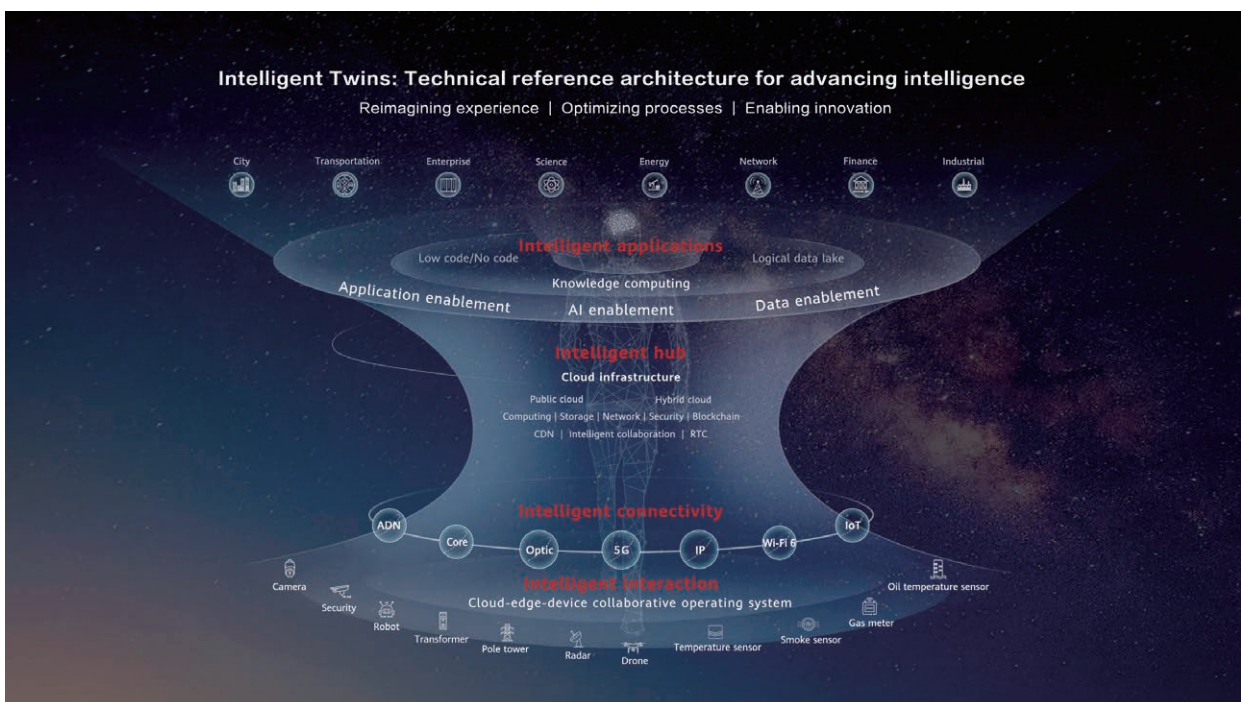 Intelligent Twins: Technical reference architecture for advancing intelligence
Reimagining experience | Optimizing processes | Enabling innovation
City Transportation Enterprise Science Energy Network Finance Industrial
Intelligent applications
Low code/No code Logical data lake
Knowledge computing
Application enablement AI enablement Data enablement
Intelligent hub
Cloud infrastructure
Public cloud Hybrid cloud
Computing | Storage | Network | Security | Blockchain
CDN | Intelligent collaboration | RTC
Intelligent connectivity
ADN Core Optic 5G IP Wi-Fi 6 IoT
Intelligent interaction
Cloud-edge-device collaborative operating system
Camera Security Robot Transformer Pole tower Radar Drone Temperature sensor Smoke sensor Gas meter Oil temperature sensor